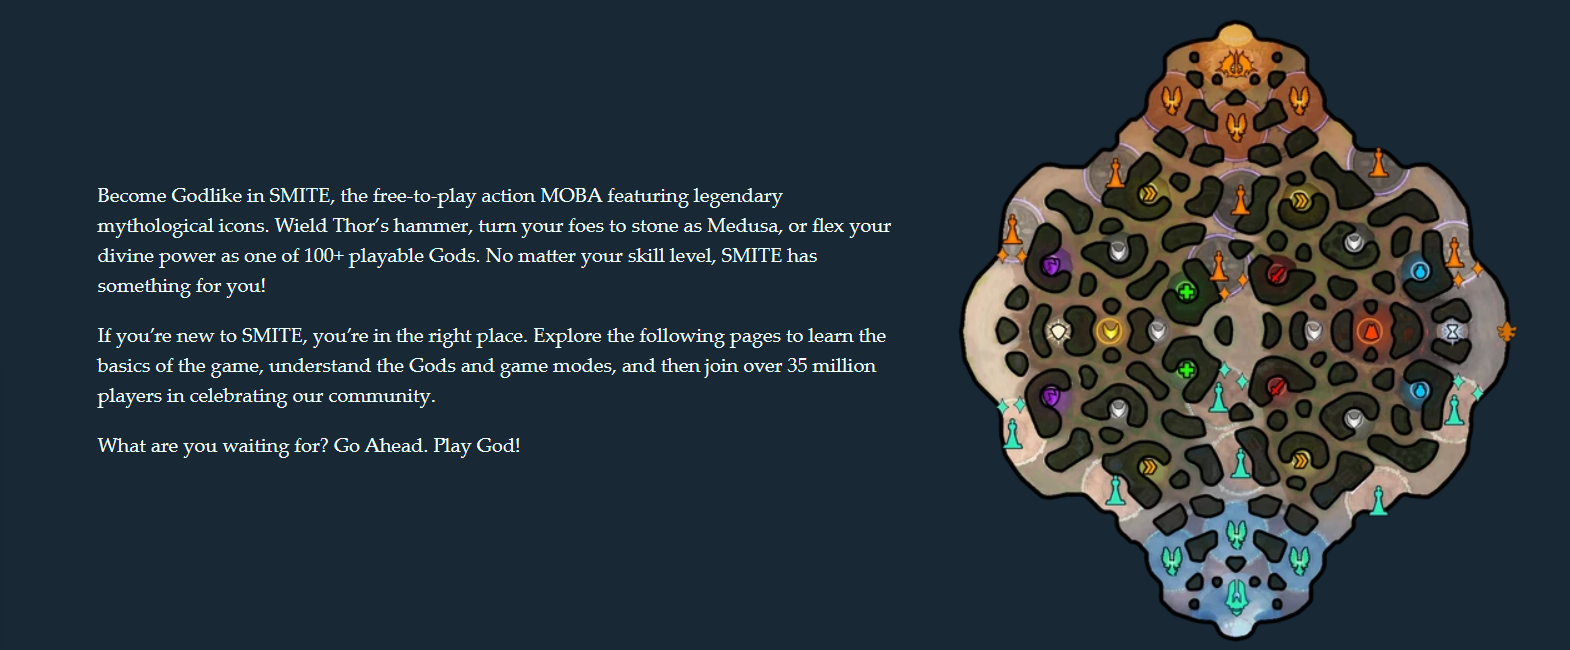 Become Godlike in SMITE, the free-to-play action MOBA featuring legendary
mythological icons. Wield Thor’s hammer, turn your foes to stone as Medusa, or flex your
divine power as one of 100+ playable Gods. No matter your skill level, SMITE has
something for you!
If you’re new to SMITE, you’re in the right place. Explore the following pages to learn the
basics of the game, understand the Gods and game modes, and then join over 35 million
players in celebrating our community.
What are you waiting for? Go Ahead. Play God!